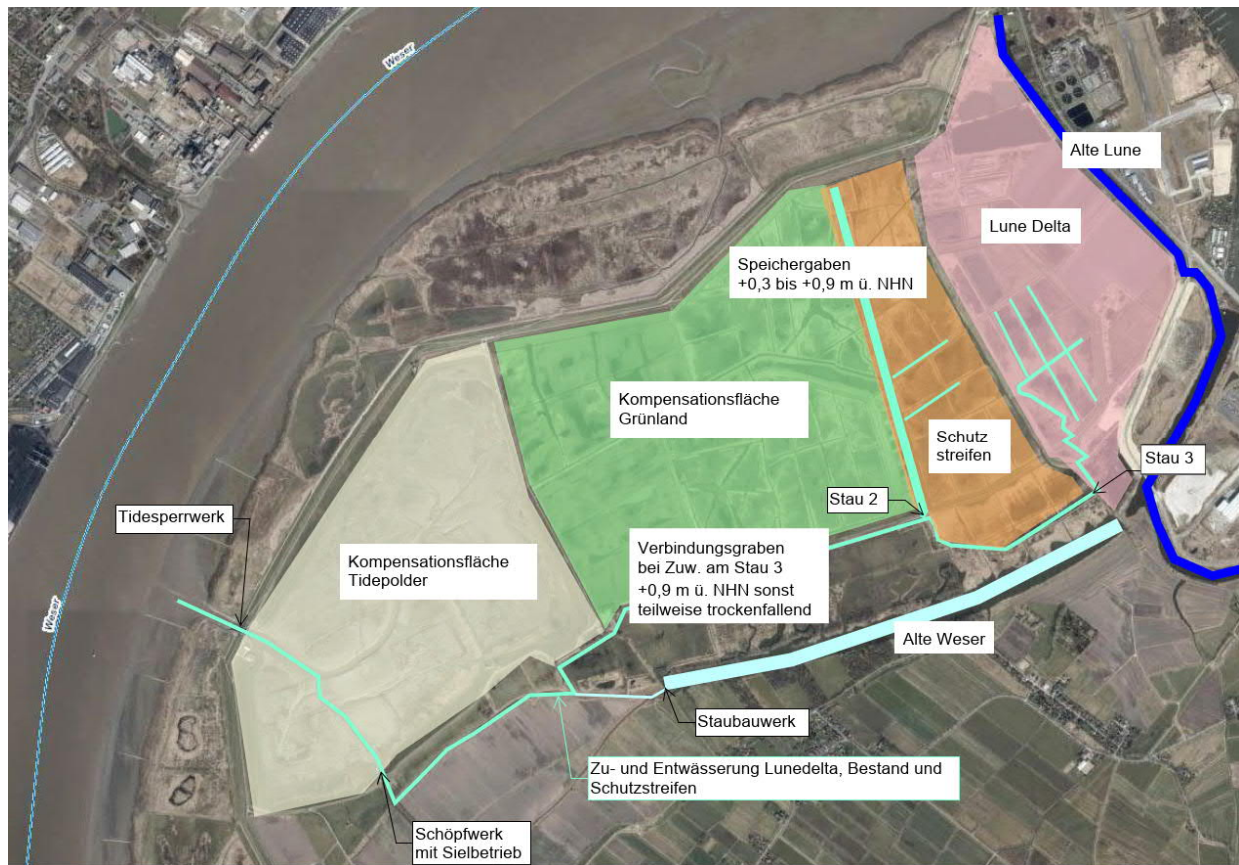 Weser
Weser
Alte Lune
Lune Delta
Speichergaben
+0,3 bis +0,9 m ü. NHN
Kompensationsfläche
Grünland
Schutz
streifen
Stau 3
Stau 2
Tidesperrwerk
Kompensationsfläche
Tidepolder
Verbindungsgraben
bei Zuw. am Stau 3
+0,9 m ü. NHN sonst
teilweise trockenfallend
Alte Weser
Staubauwerk
Zu- und Entwässerung Lunedelta, Bestand und
Schutzstreifen
Schöpfwerk
mit Sielbetrieb